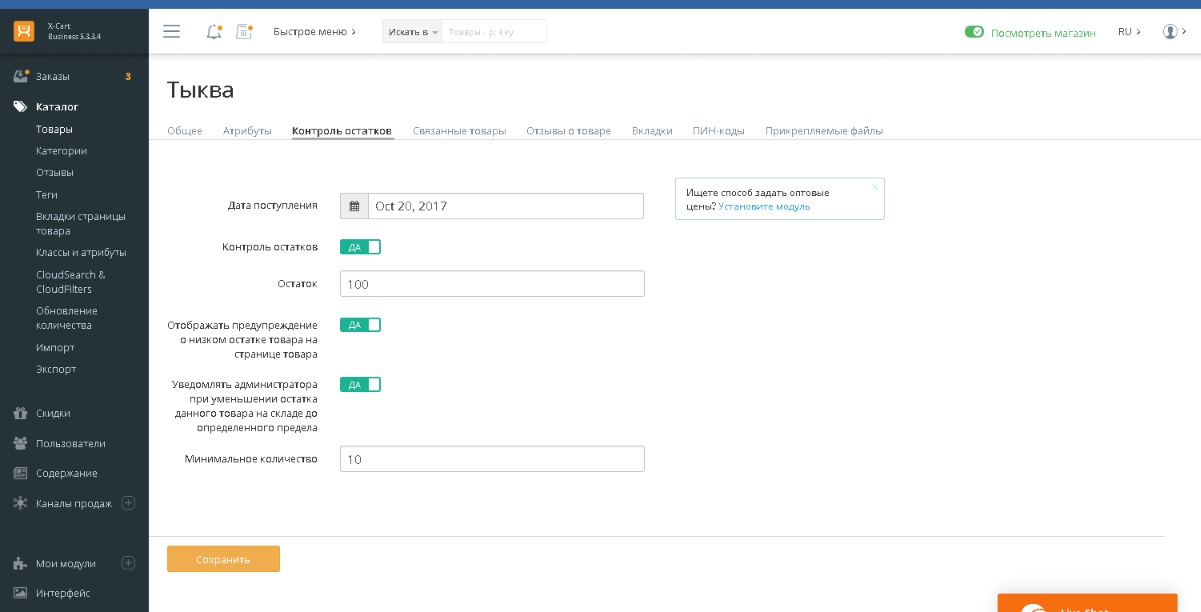 X-Cart
Business 5.3.3.4
Быстрое меню
Искать в
Товары - p: key
Посмотреть магазин
RU
Заказы
3
Каталог
Товары
Категории
Отзывы
Теги
Вкладки страницы
товара
Классы и атрибуты
CloudSearch &
CloudFilters
Обновление
количества
Импорт
Экспорт
Скидки
Пользователи
Содержание
Каналы продаж
Мои модули
Интерфейс
Тыква
Общее
Атрибуты
Контроль остатков
Связанные товары
Отзывы о товаре
Вкладки
ПИН-коды
Прикрепляемые файлы
Дата поступления
Oct 20, 2017
Контроль остатков
ДА
Остаток
100
Отображать предупреждение
о низком остатке товара на
странице товара
ДА
Уведомлять администратора
при уменьшении остатка
данного товара на складе до
определенного предела
ДА
Минимальное количество
10
Ищете способ задать оптовые
цены? Установите модуль
Сохранить
Live Chat